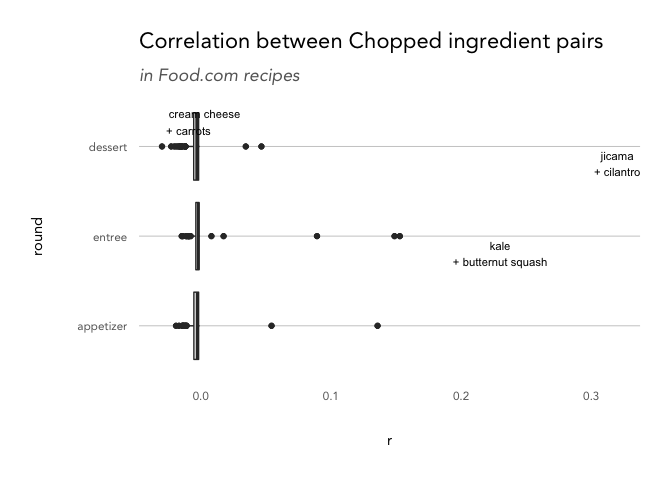 Correlation between Chopped ingredient pairs
in Food.com recipes
cream cheese
+ carrots
dessert
jicama
+ cilantro
round
entree
kale
+ butternut squash
appetizer
0.0 0.1 0.2 0.3
r